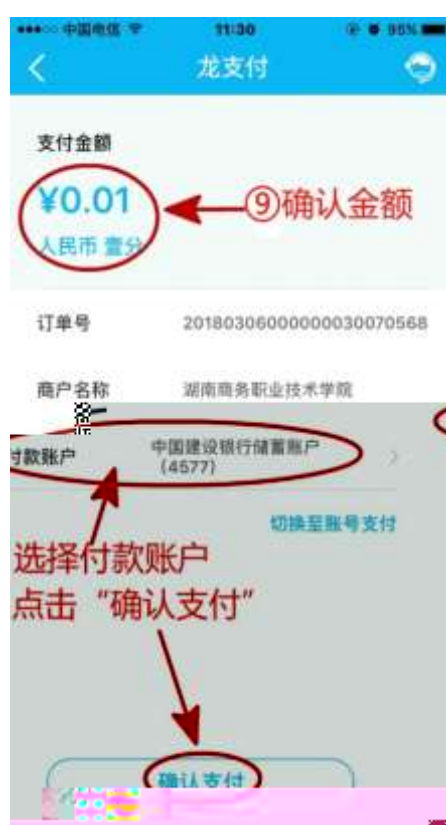 中国电信 11:30 95%
龙支付
支付金额
¥0.01
⑨确认金额
人民币 壹分
订单号 20180306000000030070568
商户名称 湖南商务职业技术学院
付款账户 中国建设银行储蓄账户
(4577)
切换至账号支付
选择付款账户
点击“确认支付”
确认支付